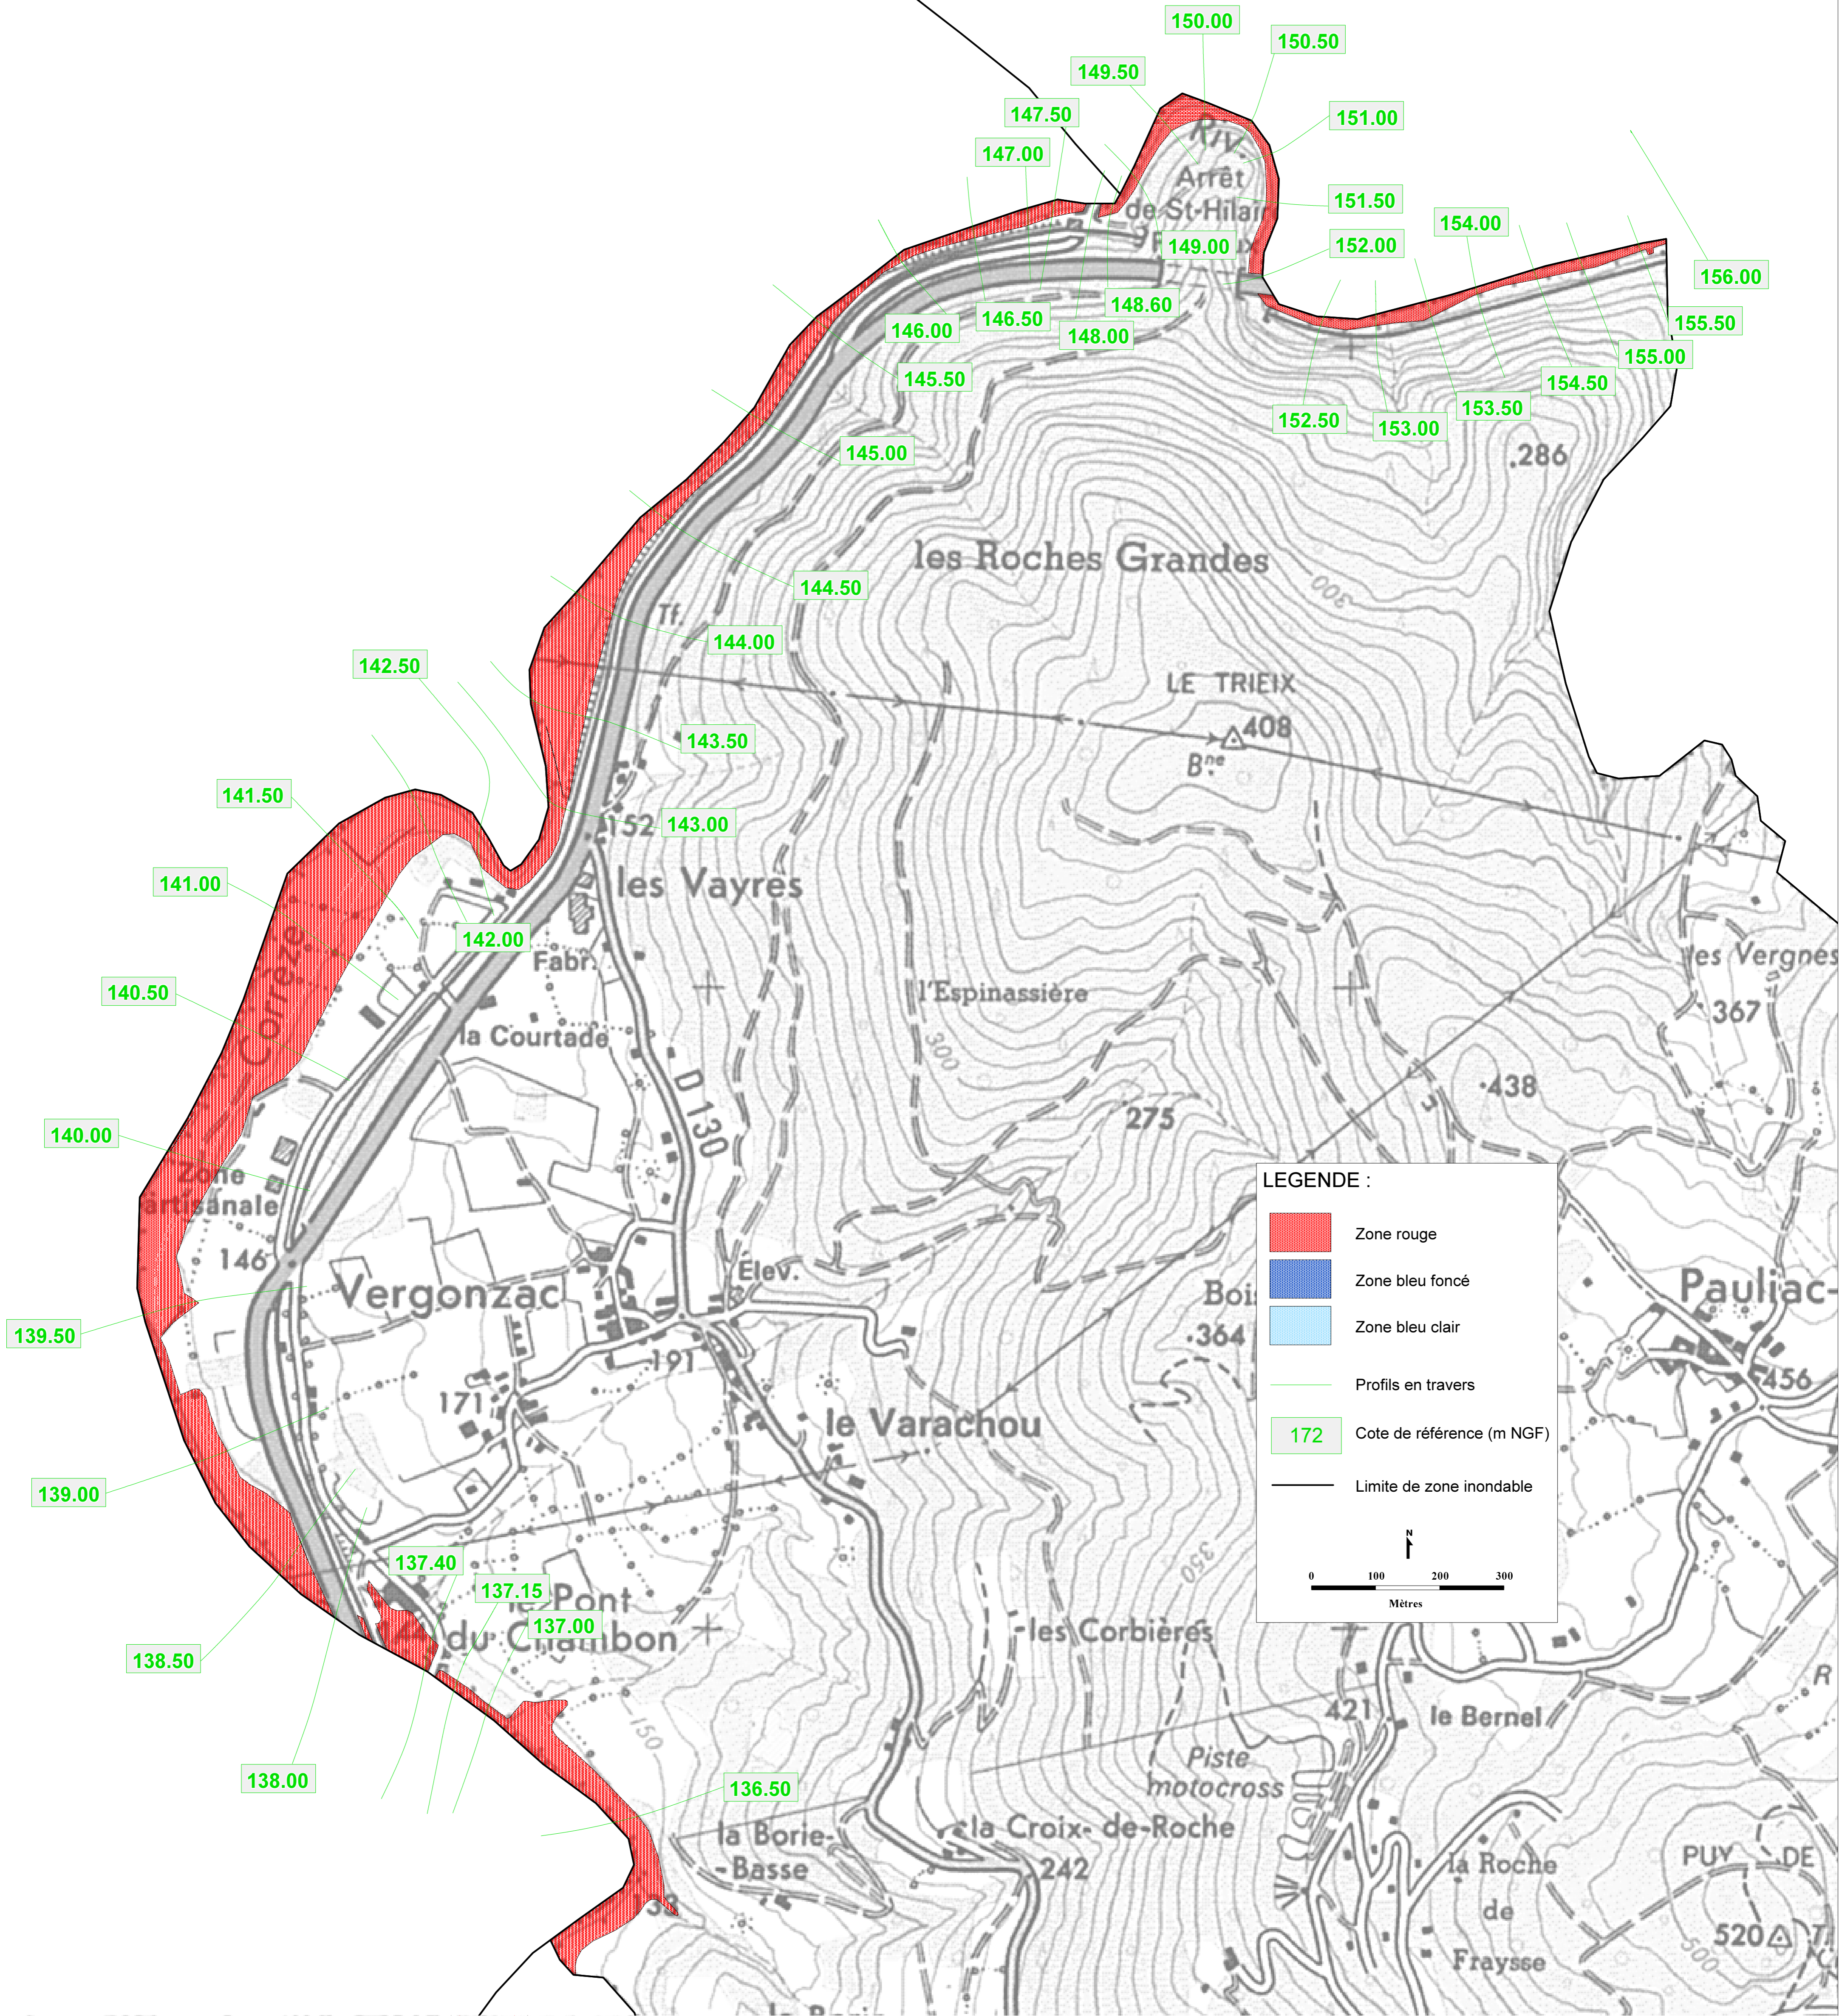 150.00
150.50
149.50
147.50
151.00
147.00
Riv.
Arrêt
de St-Hilair
151.50
149.00
152.00
154.00
156.00
148.60
146.50
146.00
148.00
155.50
155.00
154.50
145.50
153.50
152.50
153.00
145.00
.286
les Roches Grandes
144.50
300
Tf.
144.00
142.50
LE TRIEIX
408
Bne
143.50
141.50
152
143.00
141.00
les Vayres
142.00
Fabr.
les Vergnes
140.50
l'Espinassière
367
Corrèze
la Courtade
300
438
D 130
275
140.00
Zone
artisanale
LEGENDE :
Zone rouge
146
Élev.
Vergonzac
Zone bleu foncé
Pauliac-
Bois
139.50
364
Zone bleu clair
191
456
171
Profils en travers
le Varachou
172
Cote de référence (m NGF)
139.00
Limite de zone inondable
N
137.40
350
0 100 200 300
137.15
Mètres
le Pont
137.00
du Chambon
les Corbières
138.50
R
421
le Bernel
150
Piste
motocross
138.00
136.50
la Borie-
la Croix-de-Roche
-Basse
242
la Roche
PUY DE
de
133
520
T.
Fraysse
500